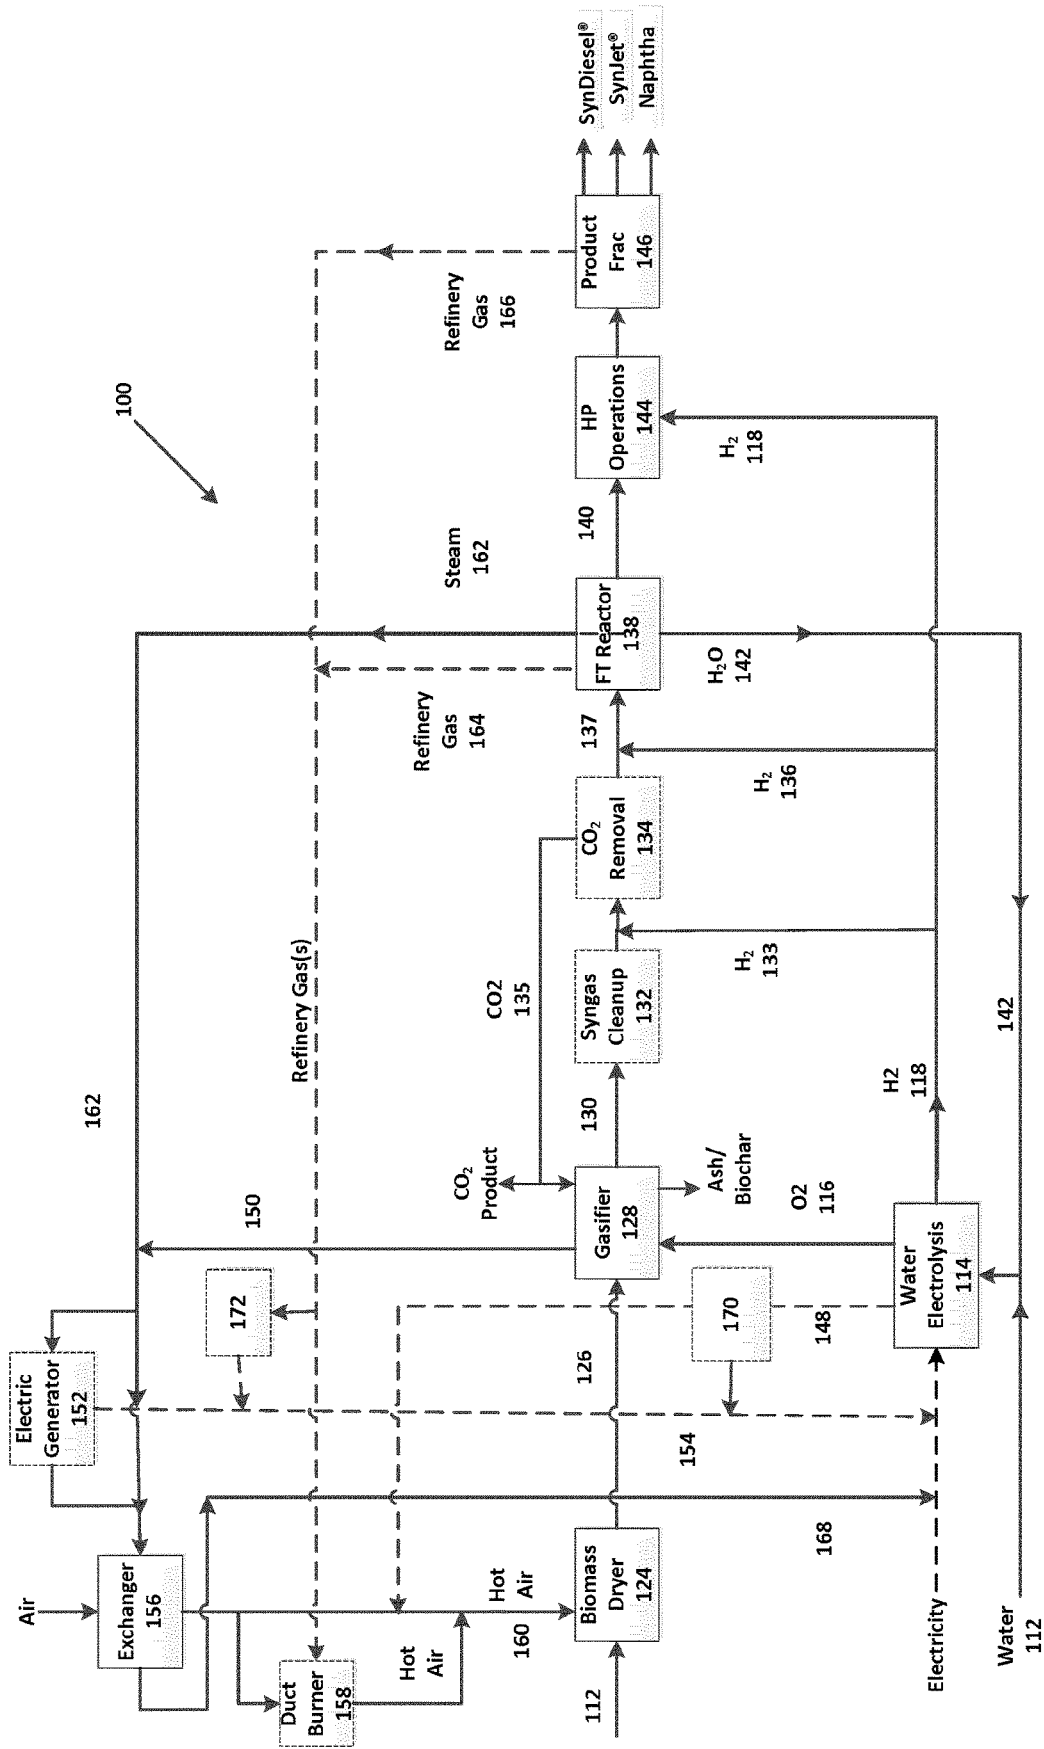 100
Air
Exchanger
156
Electric
Generator
152
162
Duct
Burner
158
172
150
Refinery Gas(s)
Hot
Air
Hot
Air
160
Steam
162
Refinery
Gas
164
Refinery
Gas
166
CO₂
Product
CO2
135
112
Biomass
Dryer
124
126
Gasifier
128
130
Syngas
Cleanup
132
CO₂
Removal
134
137
FT Reactor
138
140
HP
Operations
144
Product
Frac
146
SynDiesel®
SynJet®
Naphtha
Ash/
Biochar
154
170
168
148
O2
116
H₂
133
H₂
136
H₂O
142
H₂
118
Electricity
Water
Electrolysis
114
H2
118
Water
112
142